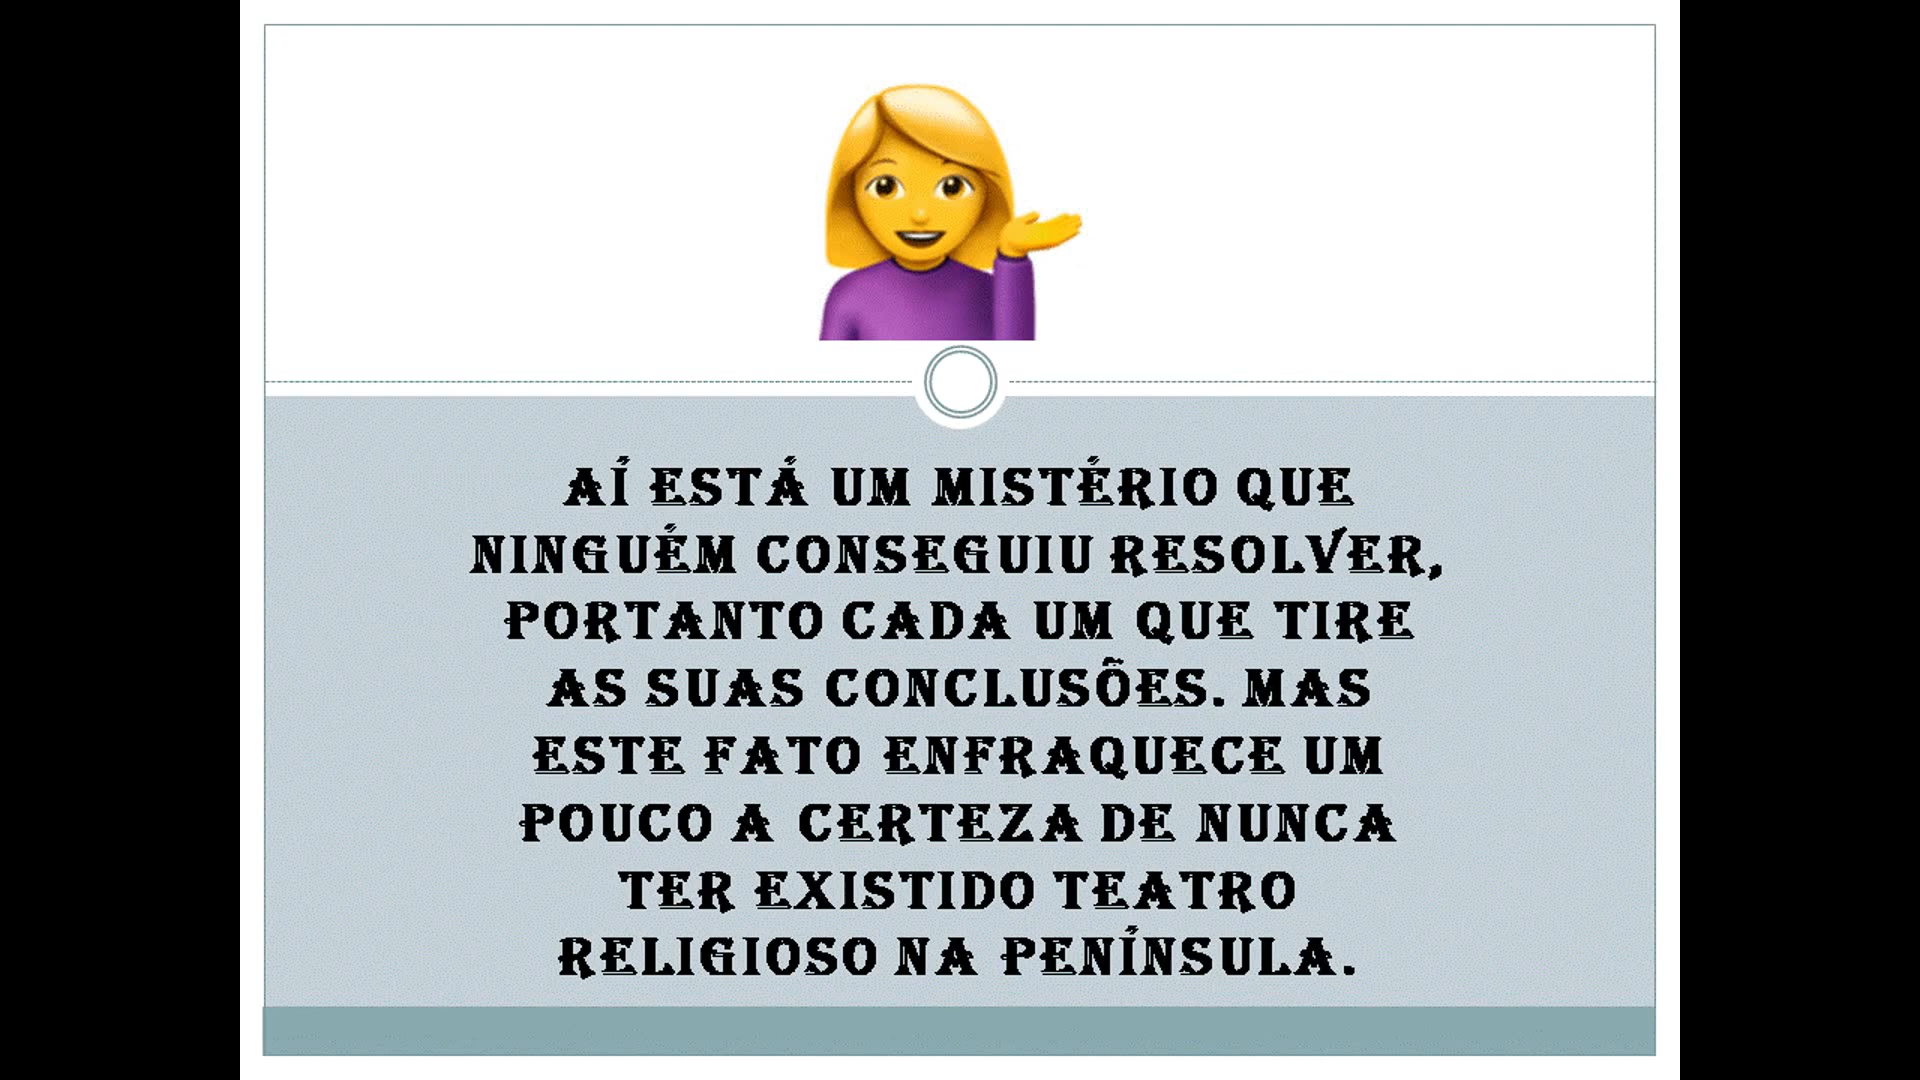 AÍ ESTÁ UM MISTÉRIO QUE
NINGUÉM CONSEGUIU RESOLVER,
PORTANTO CADA UM QUE TIRE
AS SUAS CONCLUSÕES. MAS
ESTE FATO ENFRAQUECE UM
POUCO A CERTEZA DE NUNCA
TER EXISTIDO TEATRO
RELIGIOSO NA PENÍNSULA.